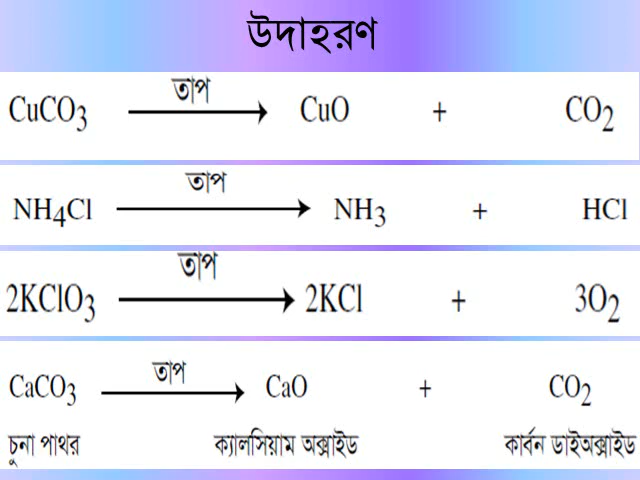 উদাহরণ
তাপ
CuCO3 → CuO + CO2
তাপ
NH4Cl → NH3 + HCl
তাপ
2KClO3 → 2KCl + 3O2
তাপ
CaCO3 → CaO + CO2
চুনা পাথর ক্যালসিয়াম অক্সাইড কার্বন ডাইঅক্সাইড